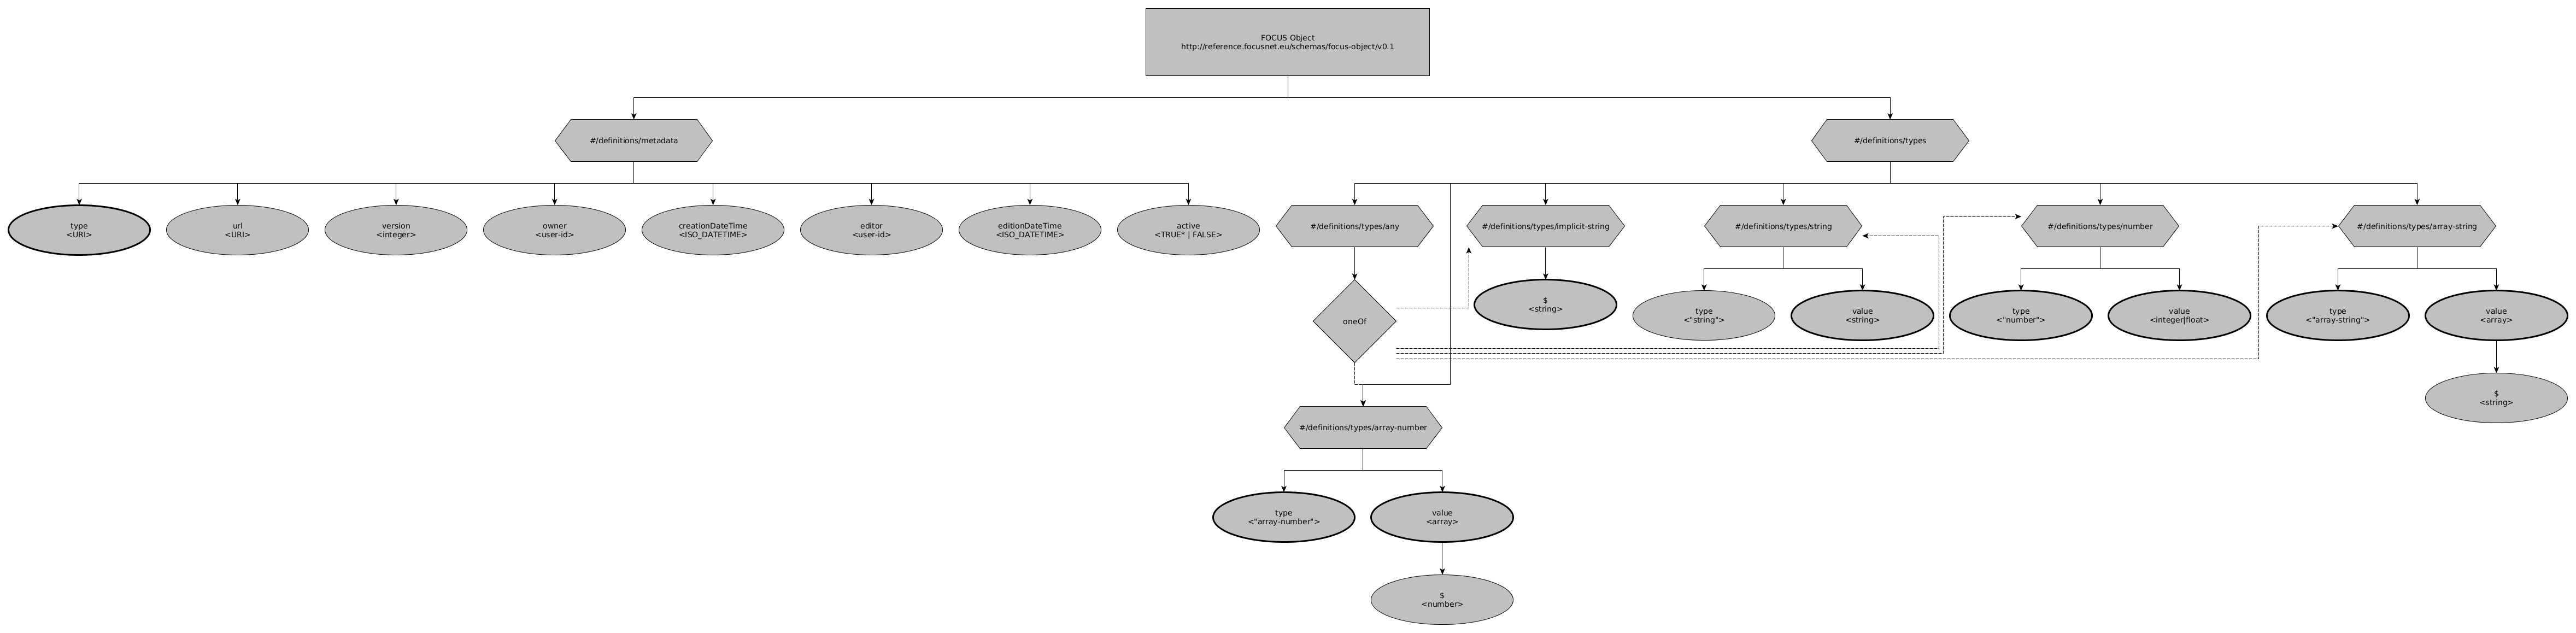 FOCUS Object
http://reference.focusnet.eu/schemas/focus-object/v0.1
#/definitions/metadata
#/definitions/types
type
<URI>
url
<URI>
version
<integer>
owner
<user-id>
creationDateTime
<ISO_DATETIME>
editor
<user-id>
editionDateTime
<ISO_DATETIME>
active
<TRUE* | FALSE>
#/definitions/types/any
#/definitions/types/implicit-string
#/definitions/types/string
#/definitions/types/number
#/definitions/types/array-string
oneOf
$
<string>
type
<"string">
value
<string>
type
<"number">
value
<integer|float>
type
<"array-string">
value
<array>
$
<string>
#/definitions/types/array-number
type
<"array-number">
value
<array>
$
<number>